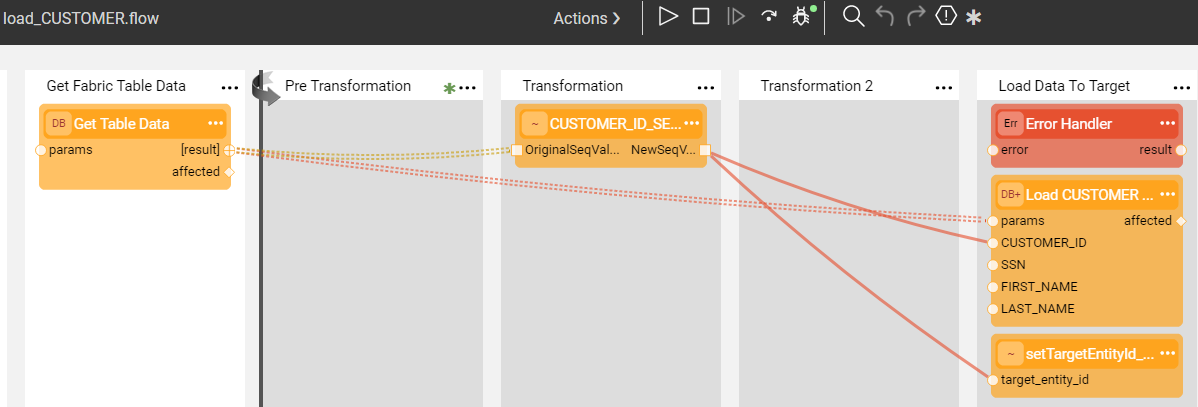 load_CUSTOMER.flow
Actions
Get Fabric Table Data
Pre Transformation
Transformation
Transformation 2
Load Data To Target
DB Get Table Data
params [result]
affected
~ CUSTOMER_ID_SE...
OriginalSeqVal... NewSeqV...
Err Error Handler
error result
DB+ Load CUSTOMER ...
params affected
CUSTOMER_ID
SSN
FIRST_NAME
LAST_NAME
~ setTargetEntityId_...
target_entity_id